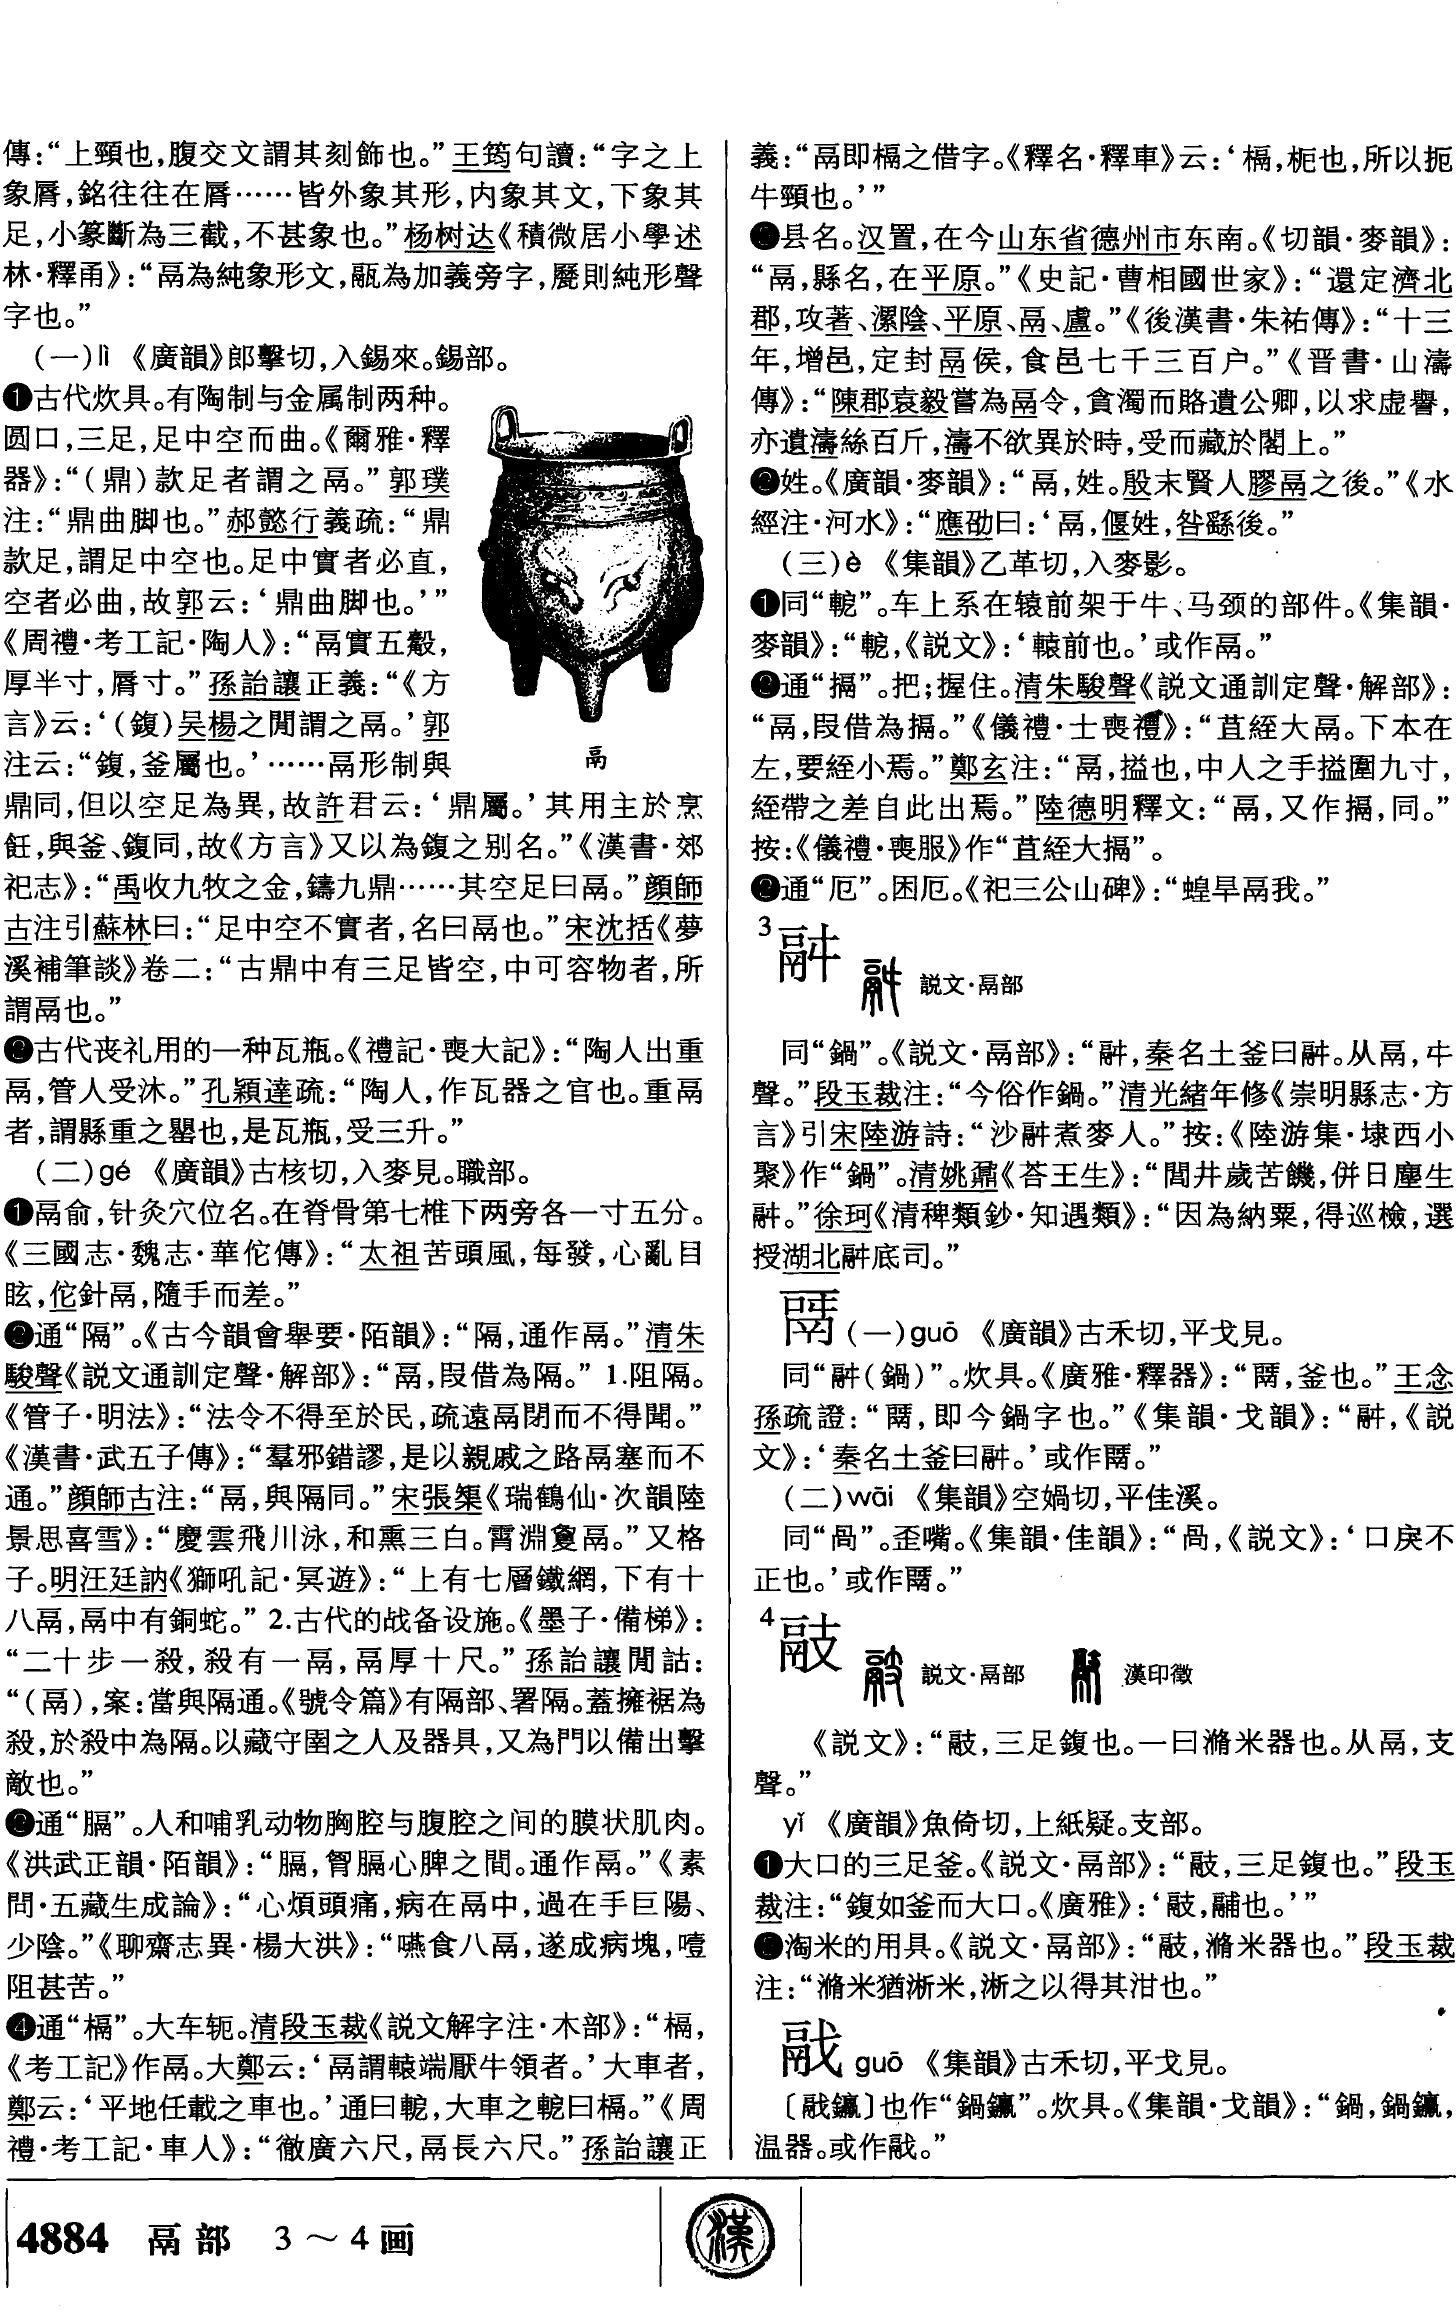 傳：“上頸也，腹交文謂其刻飾也。”王筠句讀：“字之上
象脣，銘往往在脣……皆外象其形，内象其文，下象其
足，小篆斷為三截，不甚象也。”杨树达《積微居小學述
林·釋甬》：“鬲為純象形文，㼧為加義旁字，䰛則純形聲
字也。”
（一）lì 《廣韻》郎擊切，入錫來。錫部。
❶古代炊具。有陶制与金属制两种。
圆口，三足，足中空而曲。《爾雅·釋
器》：“（鼎）款足者謂之鬲。”郭璞
注：“鼎曲脚也。”郝懿行義疏：“鼎
款足，謂足中空也。足中實者必直，
空者必曲，故郭云：‘鼎曲脚也。’”
《周禮·考工記·陶人》：“鬲實五觳，
厚半寸，脣寸。”孫詒讓正義：“《方
言》云：‘（鍑）吴楊之閒謂之鬲。’郭
注云：“鍑，釜屬也。’……鬲形制與
鬲
鼎同，但以空足為異，故許君云：‘鼎屬。’其用主於烹
飪，與釜、鍑同，故《方言》又以為鍑之别名。”《漢書·郊
祀志》：“禹收九牧之金，鑄九鼎……其空足曰鬲。”顔師
古注引蘇林曰：“足中空不實者，名曰鬲也。”宋沈括《夢
溪補筆談》卷二：“古鼎中有三足皆空，中可容物者，所
謂鬲也。”
❷古代丧礼用的一种瓦瓶。《禮記·喪大記》：“陶人出重
鬲，管人受沐。”孔穎達疏：“陶人，作瓦器之官也。重鬲
者，謂縣重之罌也，是瓦瓶，受三升。”
（二）gé 《廣韻》古核切，入麥見。職部。
❶鬲俞，针灸穴位名。在脊骨第七椎下两旁各一寸五分。
《三國志·魏志·華佗傳》：“太祖苦頭風，每發，心亂目
眩，佗針鬲，隨手而差。”
❷通“隔”。《古今韻會舉要·陌韻》：“隔，通作鬲。”清朱
駿聲《説文通訓定聲·解部》：“鬲，叚借為隔。”1.阻隔。
《管子·明法》：“法令不得至於民，疏遠鬲閉而不得聞。”
《漢書·武五子傳》：“羣邪錯謬，是以親戚之路鬲塞而不
通。”顔師古注：“鬲，與隔同。”宋張榘《瑞鶴仙·次韻陸
景思喜雪》：“慶雲飛川泳，和熏三白。霄淵敻鬲。”又格
子。明汪廷訥《獅吼記·冥遊》：“上有七層鐵網，下有十
八鬲，鬲中有銅蛇。”2.古代的战备设施。《墨子·備梯》：
“二十步一殺，殺有一鬲，鬲厚十尺。”孫詒讓閒詁：
“（鬲），案：當與隔通。《號令篇》有隔部、署隔。蓋擁裾為
殺，於殺中為隔。以藏守圉之人及器具，又為門以備出擊
敵也。”
❸通“膈”。人和哺乳动物胸腔与腹腔之间的膜状肌肉。
《洪武正韻·陌韻》：“膈，胷膈心脾之間。通作鬲。”《素
問·五藏生成論》：“心煩頭痛，病在鬲中，過在手巨陽、
少陰。”《聊齋志異·楊大洪》：“嚥食入鬲，遂成病塊，噎
阻甚苦。”
❹通“槅”。大车轭。清段玉裁《説文解字注·木部》：“槅，
《考工記》作鬲。大鄭云：‘鬲謂轅端厭牛領者。’大車者，
鄭云：‘平地任載之車也。’通曰軶，大車之軶曰槅。”《周
禮·考工記·車人》：“徹廣六尺，鬲長六尺。”孫詒讓正
義：“鬲即槅之借字。《釋名·釋車》云：‘槅，枙也，所以扼
牛頸也。’”
❺县名。汉置，在今山东省德州市东南。《切韻·麥韻》：
“鬲，縣名，在平原。”《史記·曹相國世家》：“還定濟北
郡，攻著、漯陰、平原、鬲、盧。”《後漢書·朱祐傳》：“十三
年，增邑，定封鬲侯，食邑七千三百户。”《晋書·山濤
傳》：“陳郡袁毅嘗為鬲令，貪濁而賂遺公卿，以求虚譽，
亦遺濤絲百斤，濤不欲異於時，受而藏於閣上。”
❻姓。《廣韻·麥韻》：“鬲，姓。殷末賢人膠鬲之後。”《水
經注·河水》：“應劭曰：‘鬲，偃姓，咎繇後。”
（三）è 《集韻》乙革切，入麥影。
❶同“軶”。车上系在辕前架于牛、马颈的部件。《集韻·
麥韻》：“軶，《説文》：‘轅前也。’或作鬲。”
❷通“搹”。把；握住。清朱駿聲《説文通訓定聲·解部》：
“鬲，叚借為搹。”《儀禮·士喪禮》：“苴絰大鬲。下本在
左，要絰小焉。”鄭玄注：“鬲，搤也，中人之手搤圍九寸，
絰帶之差自此出焉。”陸德明釋文：“鬲，又作搹，同。”
按：《儀禮·喪服》作“苴絰大搹”。
❸通“厄”。困厄。《祀三公山碑》：“蝗旱鬲我。”
3 䰙 説文·鬲部
同“鍋”。《説文·鬲部》：“䰙，秦名土釜曰䰙。从鬲，㐄
聲。”段玉裁注：“今俗作鍋。”清光緒年修《崇明縣志·方
言》引宋陸游詩：“沙䰙煮麥人。”按：《陸游集·埭西小
聚》作“鍋”。清姚鼐《荅王生》：“閭井歲苦饑，併日塵生
䰙。”徐珂《清稗類鈔·知遇類》：“因為納粟，得巡檢，選
授湖北䰙底司。”
（一）guō 《廣韻》古禾切，平戈見。
同“䰙（鍋）”。炊具。《廣雅·釋器》：“，釜也。”王念
孫疏證：“，即今鍋字也。”《集韻·戈韻》：“䰙，《説
文》：‘秦名土釜曰䰙。’或作。”
（二）wāi 《集韻》空媧切，平佳溪。
同“咼”。歪嘴。《集韻·佳韻》：“咼，《説文》：‘口戾不
正也。’或作。”
4 䰞 説文·鬲部 漢印徵
《説文》：“䰞，三足鍑也。一曰滫米器也。从鬲，支
聲。”
yǐ 《廣韻》魚倚切，上紙疑。支部。
❶大口的三足釜。《説文·鬲部》：“䰞，三足鍑也。”段玉
裁注：“鍑如釜而大口。《廣雅》：‘䰞，鬴也。’”
❷淘米的用具。《説文·鬲部》：“䰞，滫米器也。”段玉裁
注：“滫米猶淅米，淅之以得其泔也。”
guō 《集韻》古禾切，平戈見。
〔〕也作“鍋”。炊具。《集韻·戈韻》：“鍋，鍋，
温器。或作。”
4884 鬲部 3～4画
漢